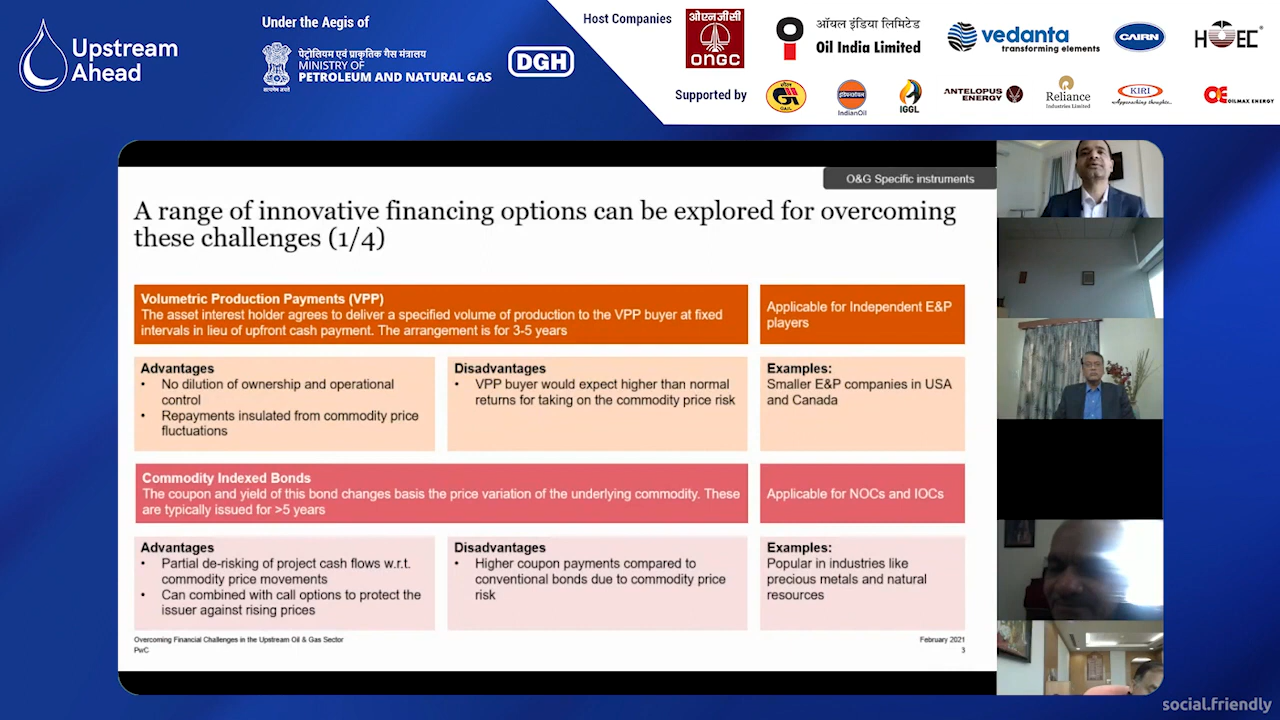 Upstream
Ahead
Under the Aegis of
पेट्रोलियम एवं प्राकृतिक गैस मंत्रालय
MINISTRY OF
PETROLEUM AND NATURAL GAS
सत्यमेव जयते
DGH
Host Companies
ओएनजीसी
ONGC
ऑयल इंडिया लिमिटेड
Oil India Limited
vedanta
transforming elements
CAIRN
HOEC
Supported by
GAIL
इंडियनऑयल
IndianOil
IGGL
ANTELOPUS
ENERGY
Reliance
Industries Limited
KIRI
Approaching thoughts..
OILMAX ENERGY
O&G Specific instruments
A range of innovative financing options can be explored for overcoming
these challenges (1/4)
Volumetric Production Payments (VPP)
The asset interest holder agrees to deliver a specified volume of production to the VPP buyer at fixed
intervals in lieu of upfront cash payment. The arrangement is for 3-5 years
Applicable for Independent E&P
players
Advantages
• No dilution of ownership and operational
control
• Repayments insulated from commodity price
fluctuations
Disadvantages
• VPP buyer would expect higher than normal
returns for taking on the commodity price risk
Examples:
Smaller E&P companies in USA
and Canada
Commodity Indexed Bonds
The coupon and yield of this bond changes basis the price variation of the underlying commodity. These
are typically issued for >5 years
Applicable for NOCs and IOCs
Advantages
• Partial de-risking of project cash flows w.r.t.
commodity price movements
• Can combined with call options to protect the
issuer against rising prices
Disadvantages
• Higher coupon payments compared to
conventional bonds due to commodity price
risk
Examples:
Popular in industries like
precious metals and natural
resources
Overcoming Financial Challenges in the Upstream Oil & Gas Sector
PwC
February 2021
3
social.friendly